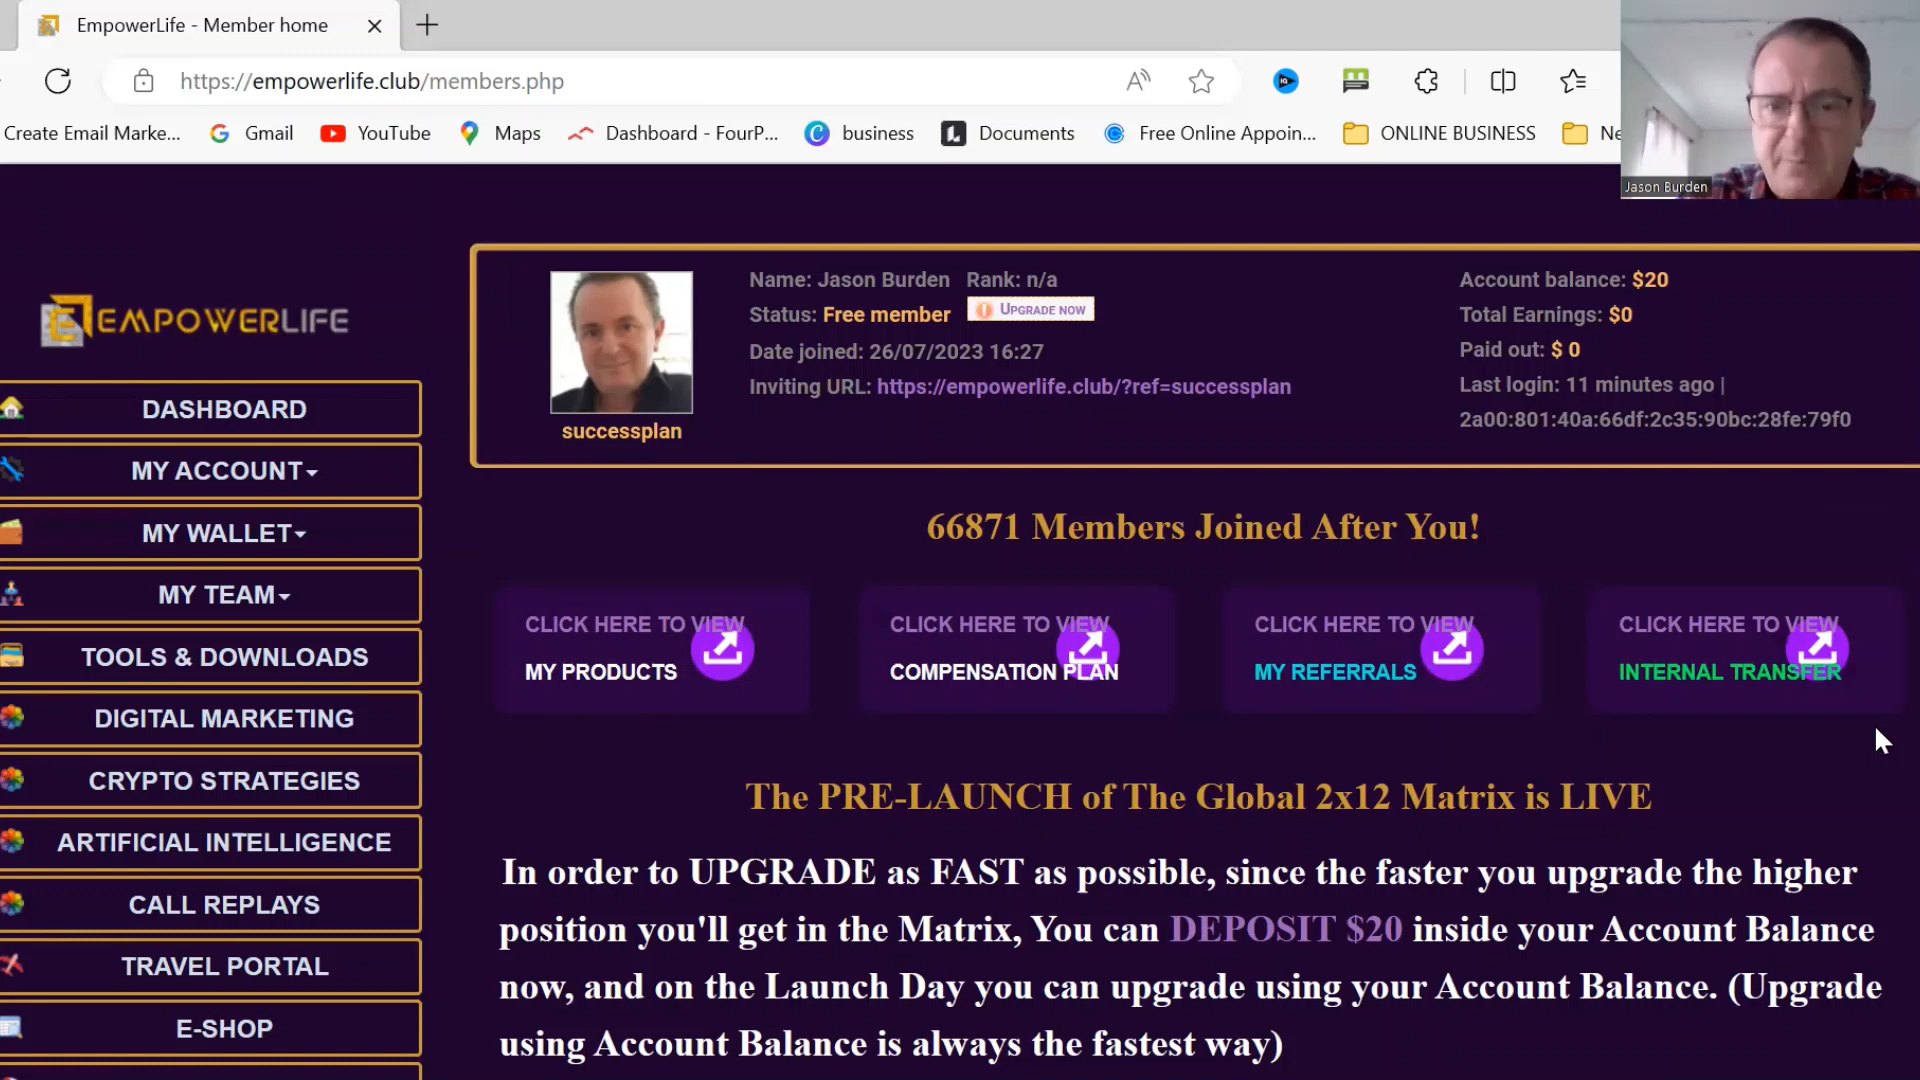 EmpowerLife - Member home
https://empowerlife.club/members.php
Create Email Marke...
Gmail
YouTube
Maps
Dashboard - FourP...
business
Documents
Free Online Appoin...
ONLINE BUSINESS
Ne
Jason Burden
EMPOWERLIFE
DASHBOARD
MY ACCOUNT
MY WALLET
MY TEAM
TOOLS & DOWNLOADS
DIGITAL MARKETING
CRYPTO STRATEGIES
ARTIFICIAL INTELLIGENCE
CALL REPLAYS
TRAVEL PORTAL
E-SHOP
successplan
Name: Jason Burden Rank: n/a
Status: Free member UPGRADE NOW
Date joined: 26/07/2023 16:27
Inviting URL: https://empowerlife.club/?ref=successplan
Account balance: $20
Total Earnings: $0
Paid out: $ 0
Last login: 11 minutes ago |
2a00:801:40a:66df:2c35:90bc:28fe:79f0
66871 Members Joined After You!
CLICK HERE TO VIEW
MY PRODUCTS
CLICK HERE TO VIEW
COMPENSATION PLAN
CLICK HERE TO VIEW
MY REFERRALS
CLICK HERE TO VIEW
INTERNAL TRANSFER
The PRE-LAUNCH of The Global 2x12 Matrix is LIVE
In order to UPGRADE as FAST as possible, since the faster you upgrade the higher
position you'll get in the Matrix, You can DEPOSIT $20 inside your Account Balance
now, and on the Launch Day you can upgrade using your Account Balance. (Upgrade
using Account Balance is always the fastest way)